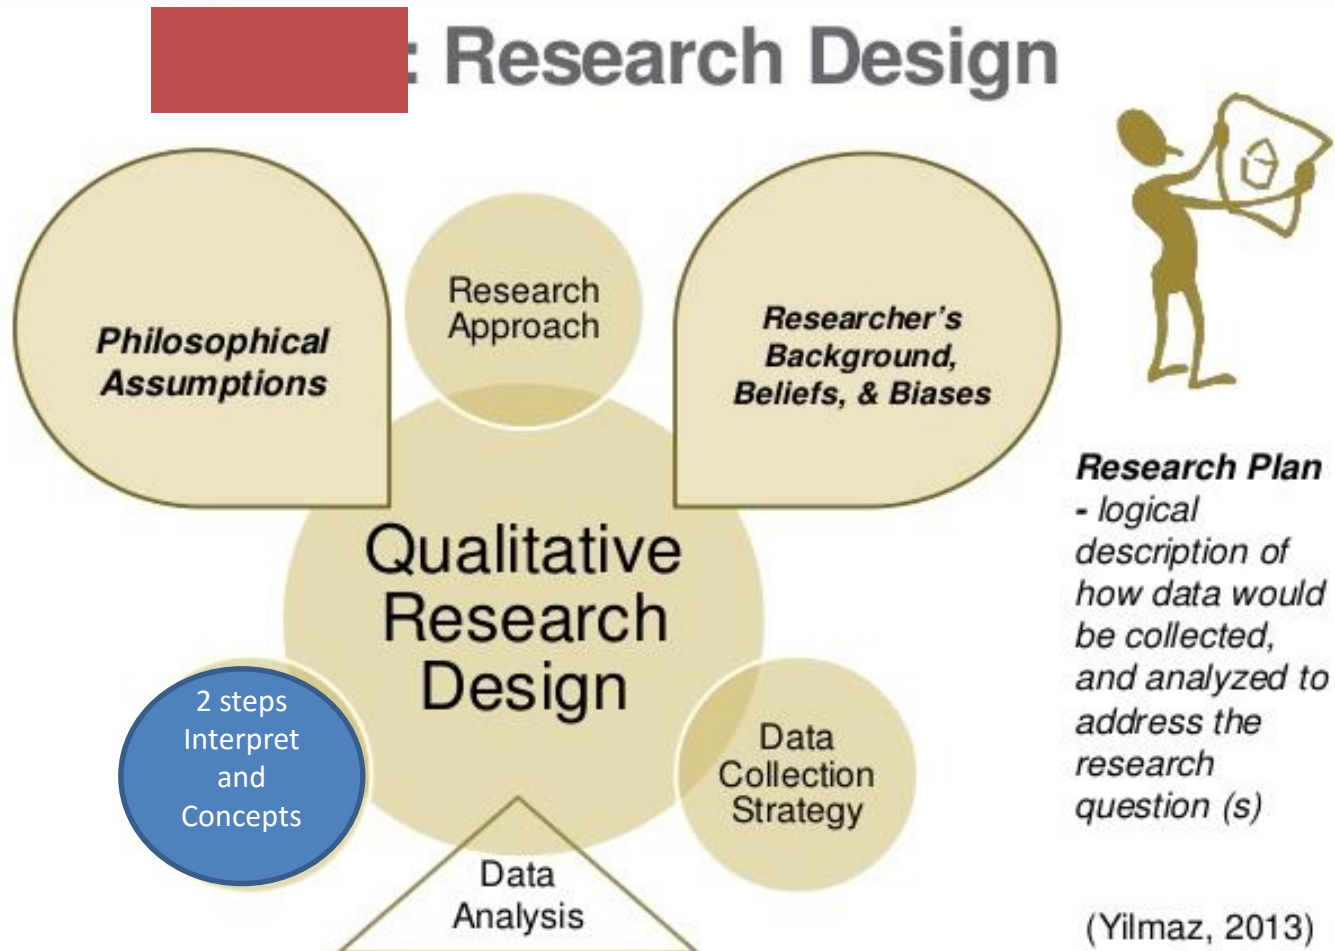 : Research Design
Philosophical
Assumptions
Research
Approach
Researcher’s
Background,
Beliefs, & Biases
Qualitative
Research
Design
2 steps
Interpret
and
Concepts
Data
Collection
Strategy
Data
Analysis
Research Plan
- logical
description of
how data would
be collected,
and analyzed to
address the
research
question (s)
(Yilmaz, 2013)